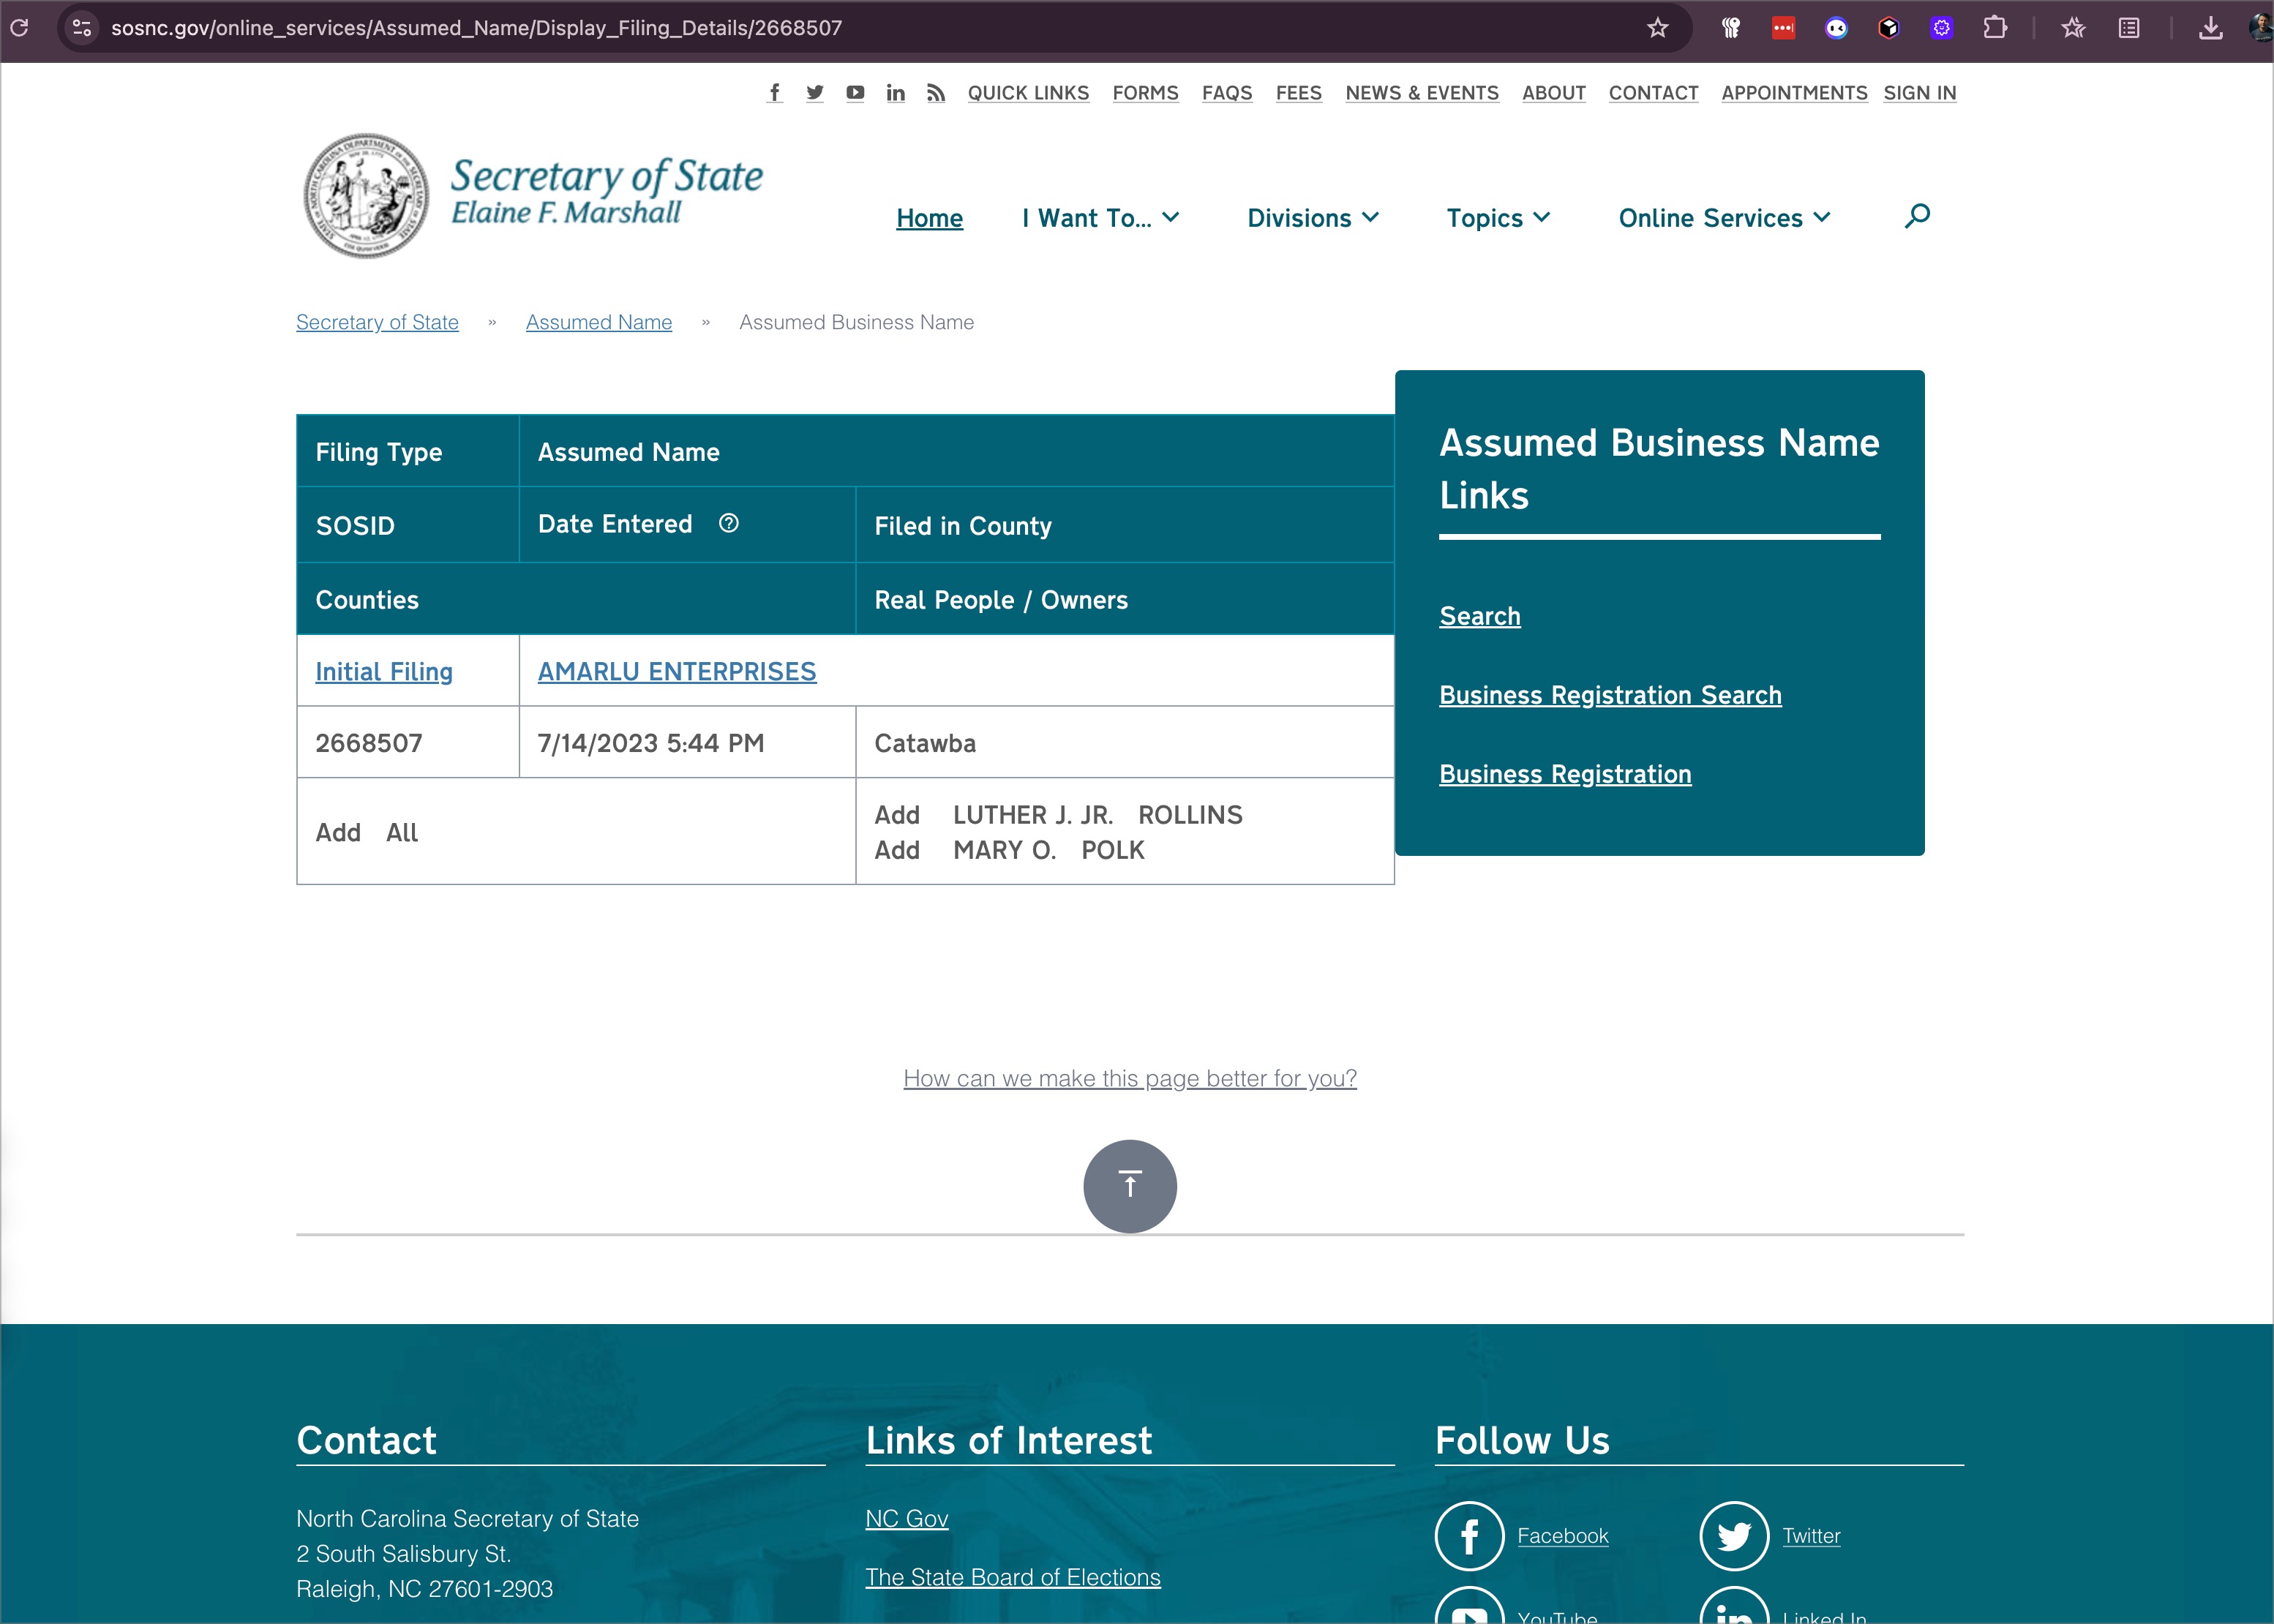 sosnc.gov/online_services/Assumed_Name/Display_Filing_Details/2668507
QUICK LINKS FORMS FAQS FEES NEWS & EVENTS ABOUT CONTACT APPOINTMENTS SIGN IN
Secretary of State
Elaine F. Marshall
Home I Want To... Divisions Topics Online Services
Secretary of State » Assumed Name » Assumed Business Name
Filing Type Assumed Name
SOSID Date Entered Filed in County
Counties Real People / Owners
Initial Filing AMARLU ENTERPRISES
2668507 7/14/2023 5:44 PM Catawba
Add All
Add LUTHER J. JR. ROLLINS
Add MARY O. POLK
Assumed Business Name
Links
Search
Business Registration Search
Business Registration
How can we make this page better for you?
Contact
North Carolina Secretary of State
2 South Salisbury St.
Raleigh, NC 27601-2903
Links of Interest
NC Gov
The State Board of Elections
Follow Us
Facebook Twitter
YouTube Linked In